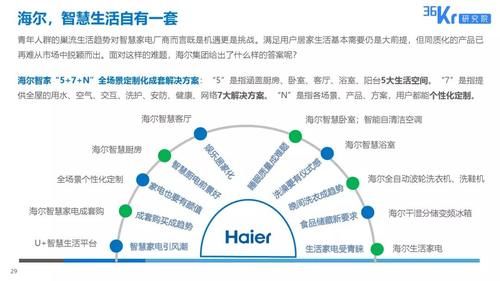 海尔，智慧生活自有一套
36Kr 研究院
青年人群的巢流生活趋势对智慧家电厂商而言既是机遇更是挑战。满足用户居家生活基本需要仍是大前提，但同质化的产品已
再难从市场中脱颖而出。面对这样的难题，海尔集团给出了什么样的答案呢？
海尔智家“5+7+N”全场景定制化成套解决方案：“5”是指涵盖厨房、卧室、客厅、浴室、阳台5大生活空间。“7”是指提
供全屋的用水、空气、交互、洗护、安防、健康、网络7大解决方案。“N”是指各场景、产品、方案，用户都能个性化定制。
海尔智慧客厅
海尔智慧卧室；智能自清洁空调
海尔智慧厨房
海尔智慧浴室
全场景个性化定制
海尔全自动波轮洗衣机、洗鞋机
海尔智慧家电成套购
海尔干湿分储变频冰箱
U+智慧生活平台
海尔生活家电
娱乐居家化
睡眠质量成难题
智慧厨电前景好
洗澡要有仪式感
家电也要有颜值
晚间洗衣成趋势
成套购买成趋势
食品储藏新要求
智慧家电引风潮
生活家电受青睐
Haier
29